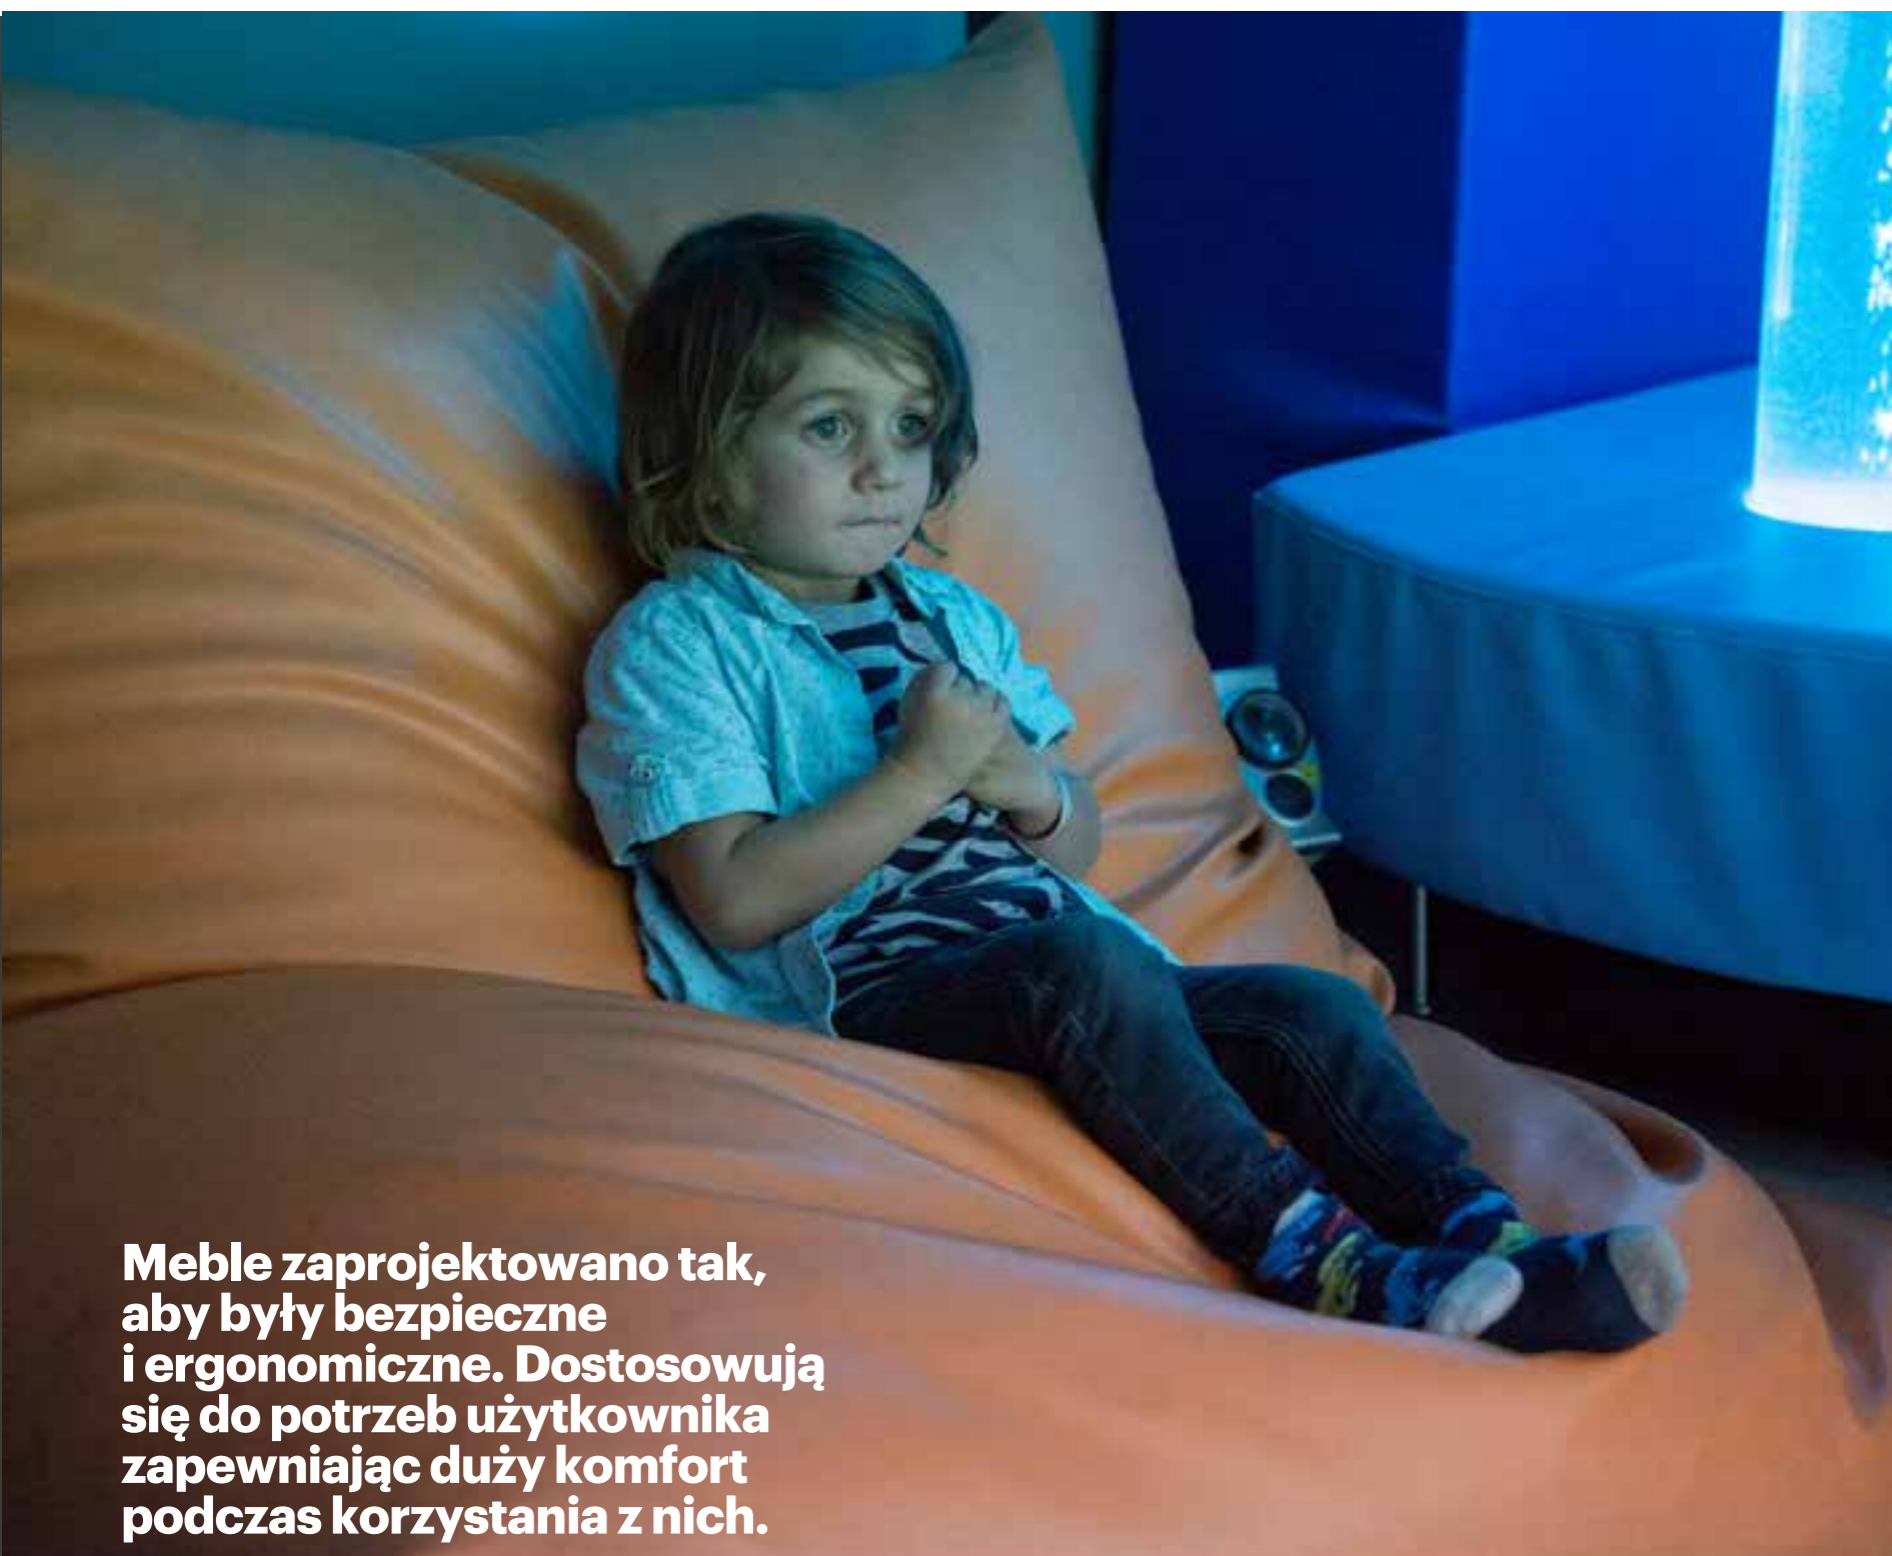 Meble zaprojektowano tak,
aby były bezpieczne
i ergonomiczne. Dostosowują
się do potrzeb użytkownika
zapewniając duży komfort
podczas korzystania z nich.